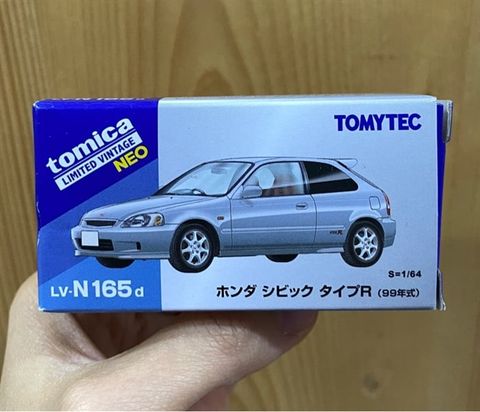 tomica
LIMITED VINTAGE
NEO
TOMYTEC
S=1/64
LV-N165d
ホンダ シビック タイプR (99年式)